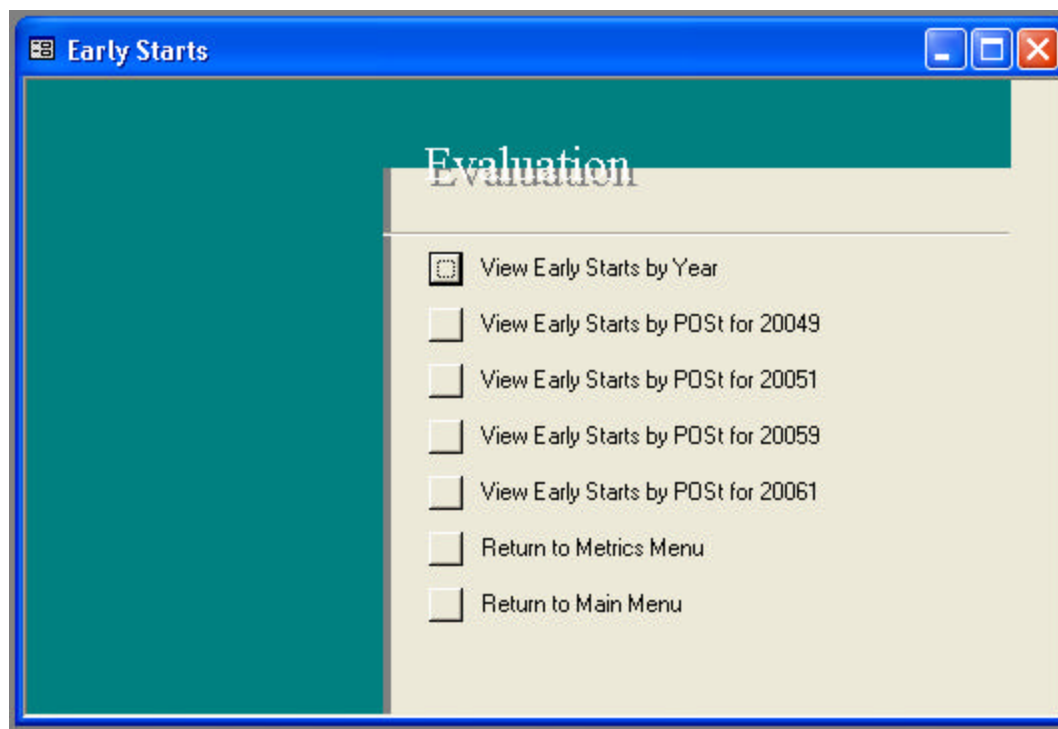 Early Starts
Evaluation
View Early Starts by Year
View Early Starts by POSt for 20049
View Early Starts by POSt for 20051
View Early Starts by POSt for 20059
View Early Starts by POSt for 20061
Return to Metrics Menu
Return to Main Menu